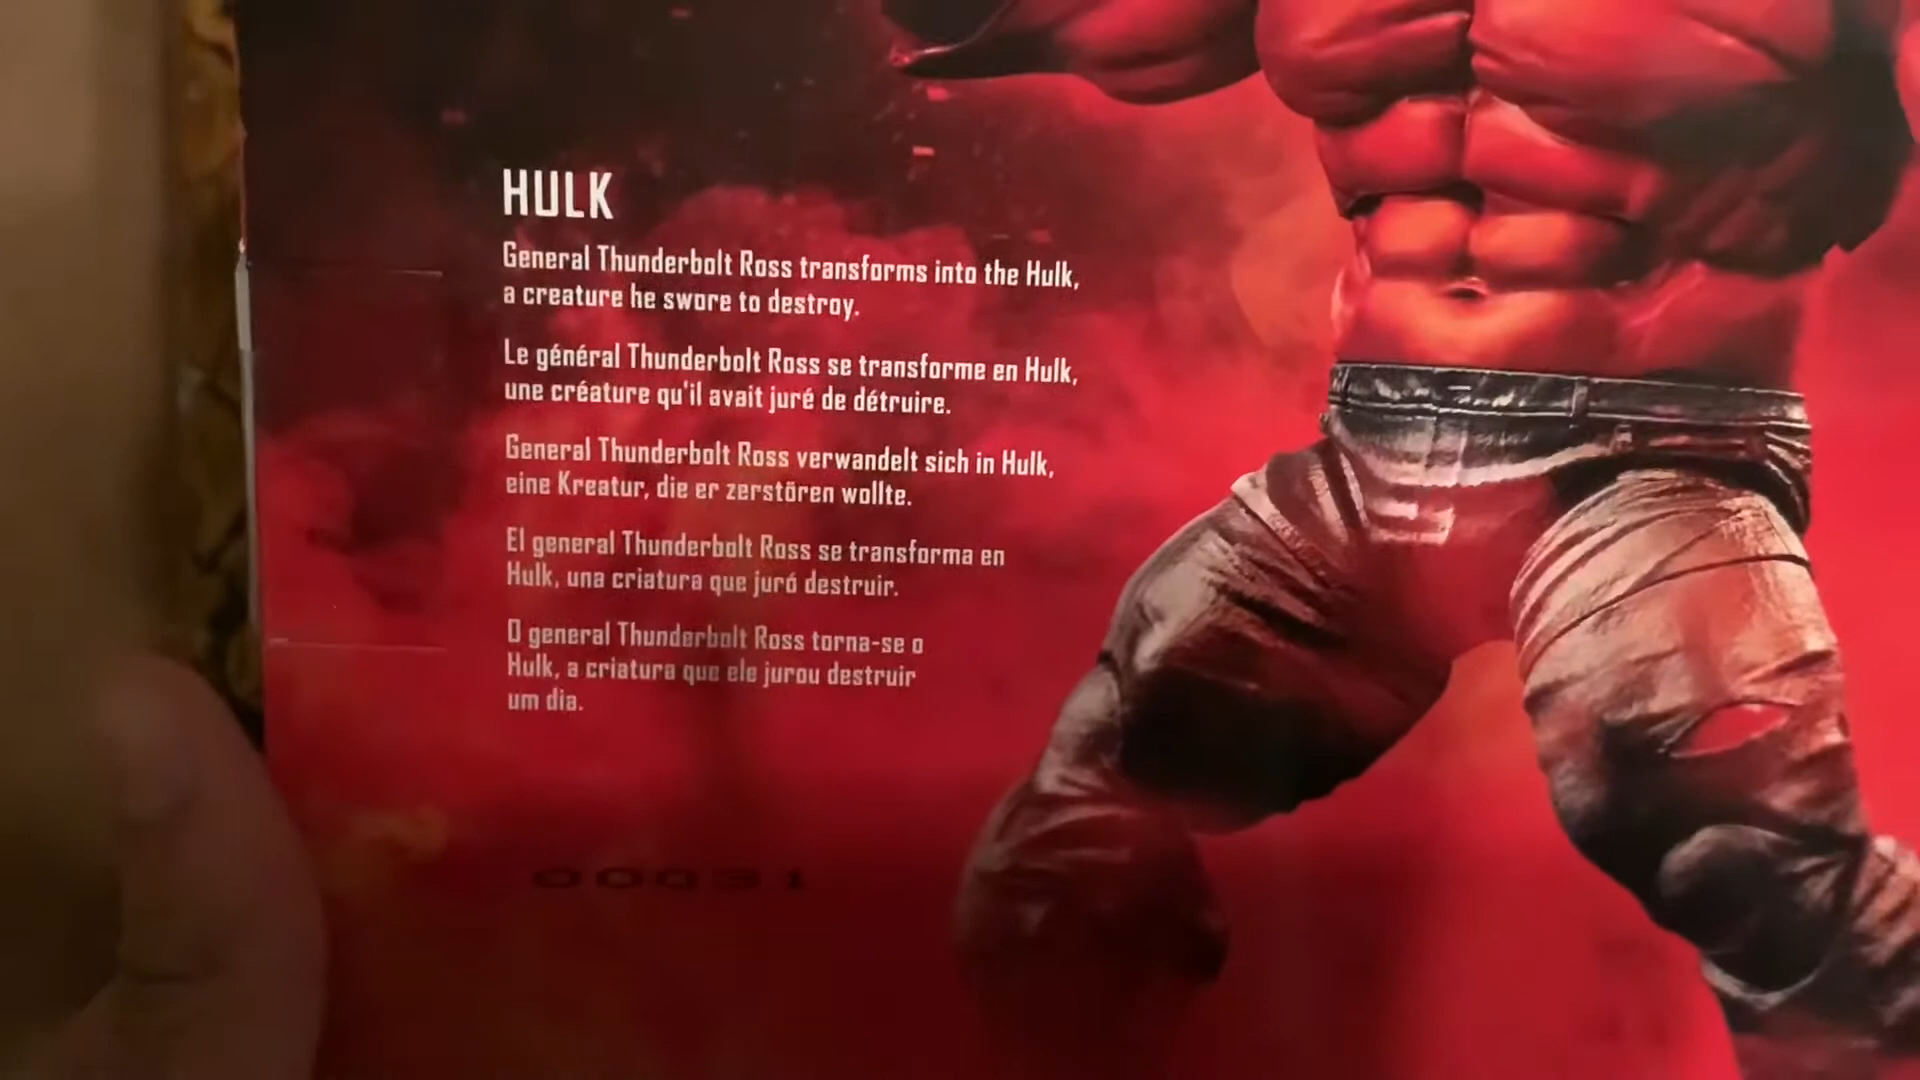 HULK
General Thunderbolt Ross transforms into the Hulk,
a creature he swore to destroy.
Le général Thunderbolt Ross se transforme en Hulk,
une créature qu'il avait juré de détruire.
General Thunderbolt Ross verwandelt sich in Hulk,
eine Kreatur, die er zerstören wollte.
El general Thunderbolt Ross se transforma en
Hulk, una criatura que juró destruir.
O general Thunderbolt Ross torna-se o
Hulk, a criatura que ele jurou destruir
um dia.